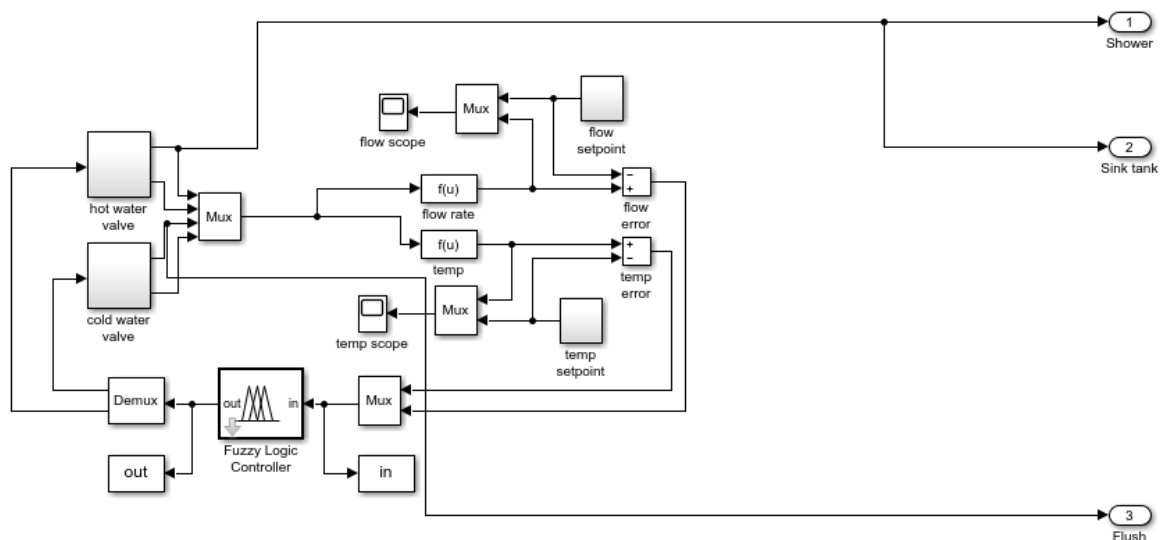 1
Shower
Mux
flow scope
flow
setpoint
2
Sink tank
hot water
valve
Mux
f(u)
flow rate
−
+
flow
error
f(u)
temp
+
−
temp
error
cold water
valve
Mux
temp scope
temp
setpoint
Demux
out
in
Fuzzy Logic
Controller
Mux
out
in
3
Flush